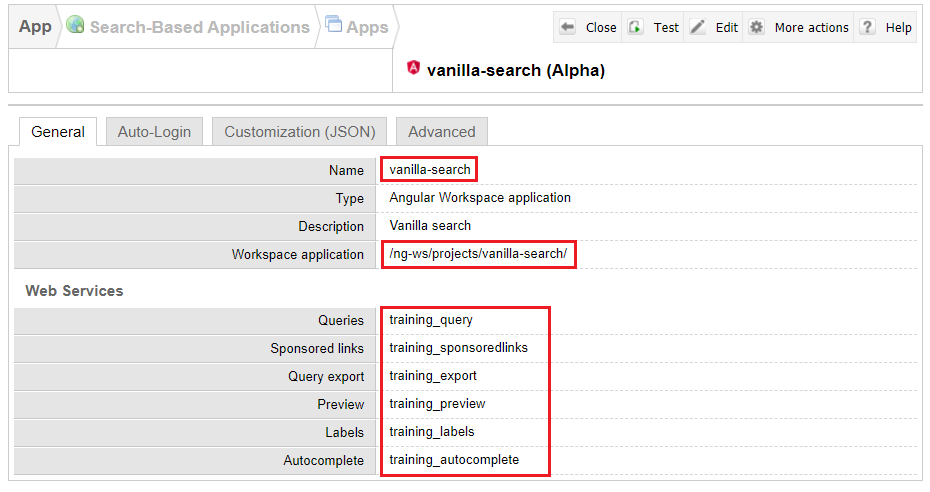 App Search-Based Applications Apps Close Test Edit More actions Help
vanilla-search (Alpha)
General Auto-Login Customization (JSON) Advanced
Name vanilla-search
Type Angular Workspace application
Description Vanilla search
Workspace application /ng-ws/projects/vanilla-search/
Web Services
Queries training_query
Sponsored links training_sponsoredlinks
Query export training_export
Preview training_preview
Labels training_labels
Autocomplete training_autocomplete